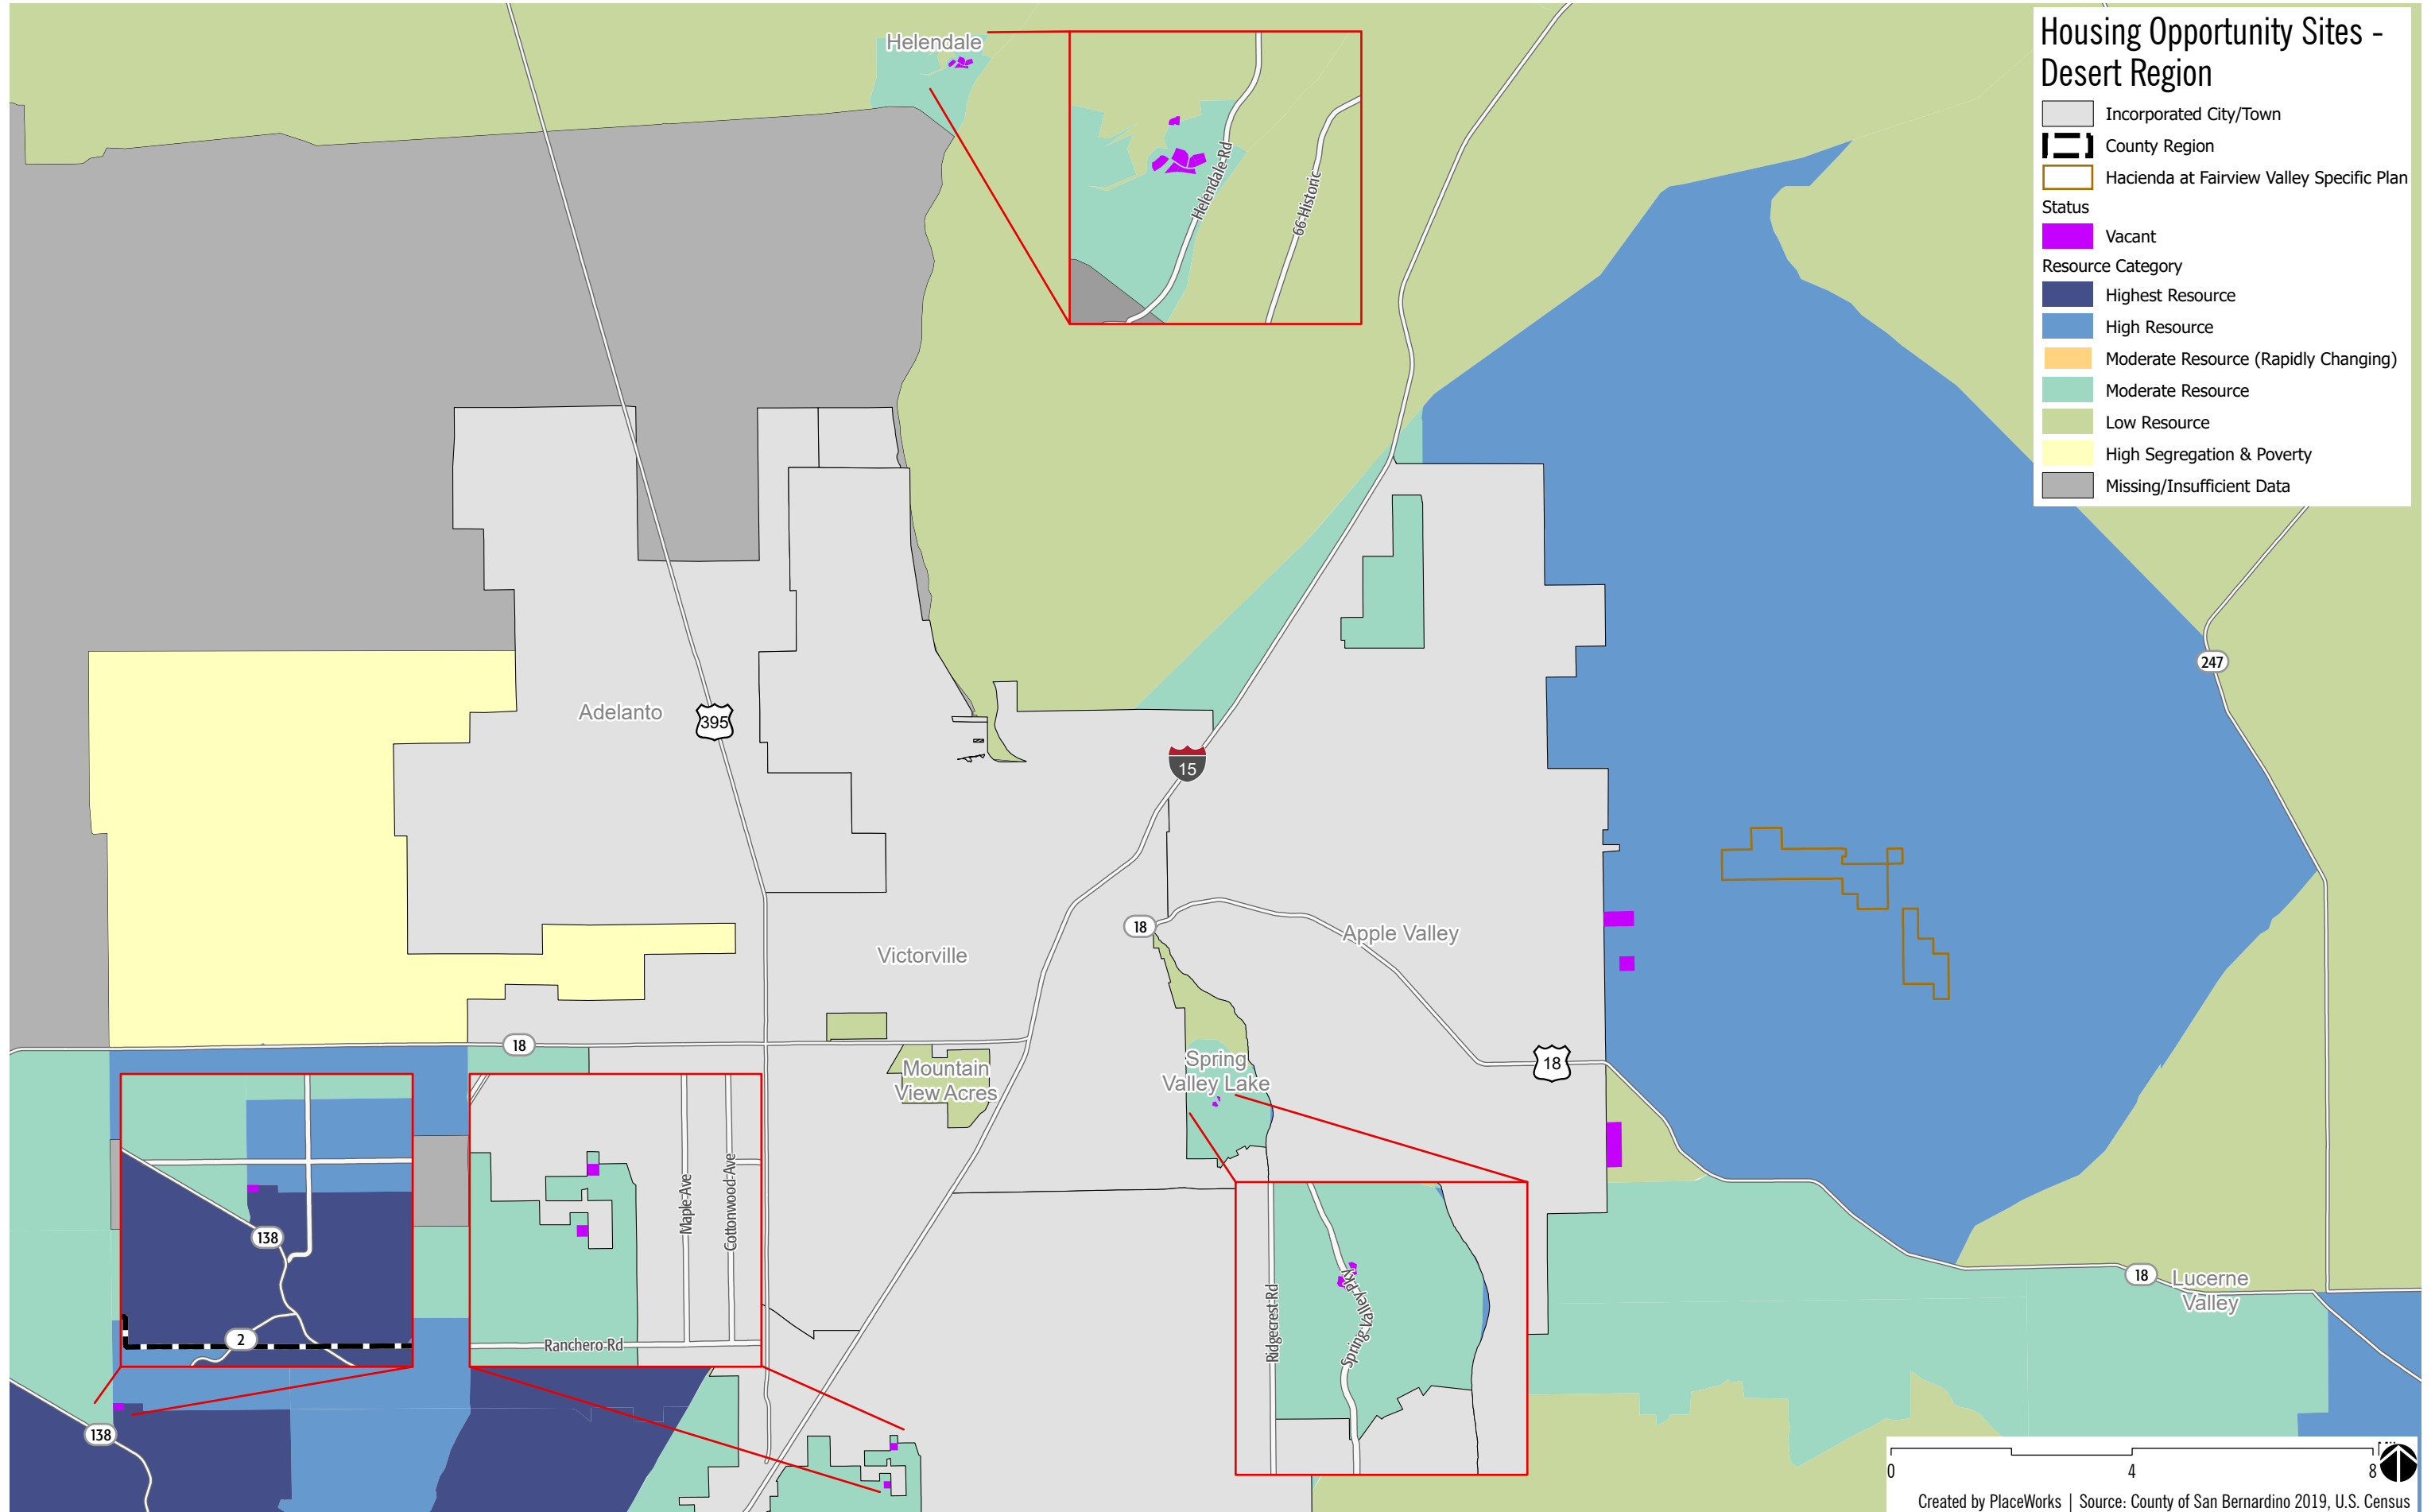 Housing Opportunity Sites -
Desert Region
Incorporated City/Town
County Region
Hacienda at Fairview Valley Specific Plan
Status
Vacant
Resource Category
Highest Resource
High Resource
Moderate Resource (Rapidly Changing)
Moderate Resource
Low Resource
High Segregation & Poverty
Missing/Insufficient Data
Helendale
Helendale Rd
66 Historic
247
Adelanto
395
15
18
Apple Valley
Victorville
18
Mountain
View Acres
Spring
Valley Lake
18
138
2
Maple Ave
Cottonwood Ave
Ranchero Rd
Ridgecrest Rd
Spring Valley Pky
18
Lucerne
Valley
138
0
4
8
Created by PlaceWorks | Source: County of San Bernardino 2019, U.S. Census